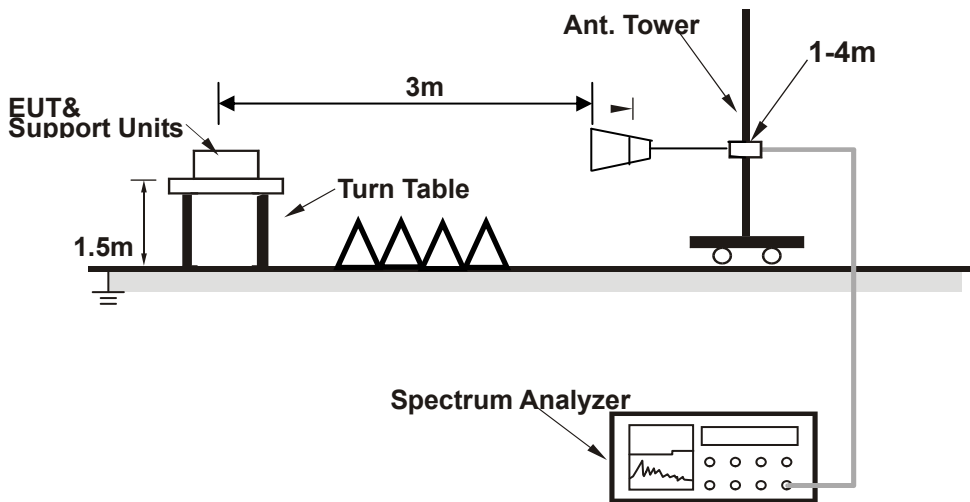 Ant. Tower
1-4m
3m
EUT&
Support Units
Turn Table
1.5m
Spectrum Analyzer